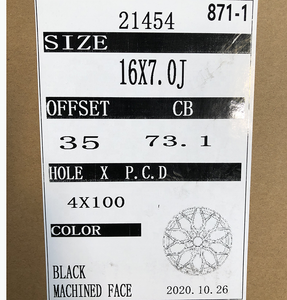 21454 871-1
SIZE
16X7.0J
OFFSET CB
35 73.1
HOLE X P.C.D
4X100
COLOR
BLACK
MACHINED FACE 2020.10.26